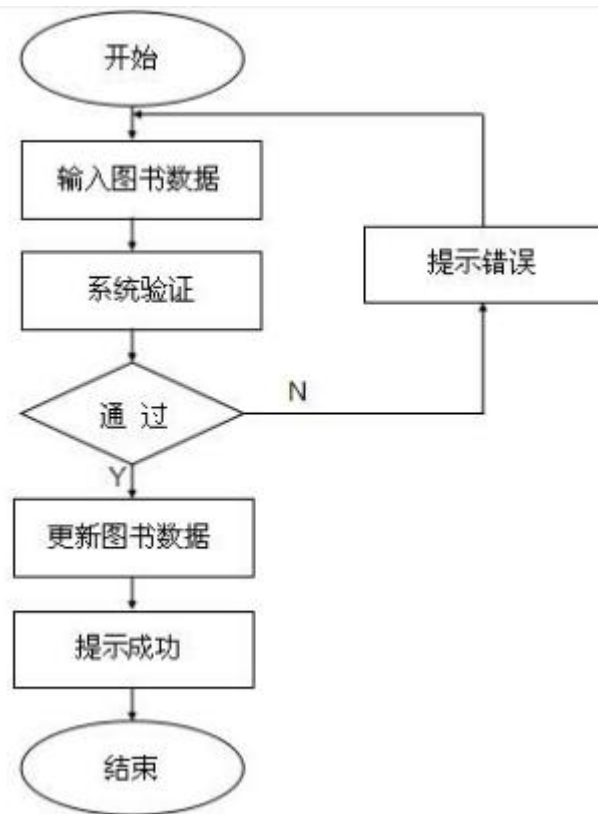 开始
输入图书数据
提示错误
系统验证
通 过
N
Y
更新图书数据
提示成功
结束